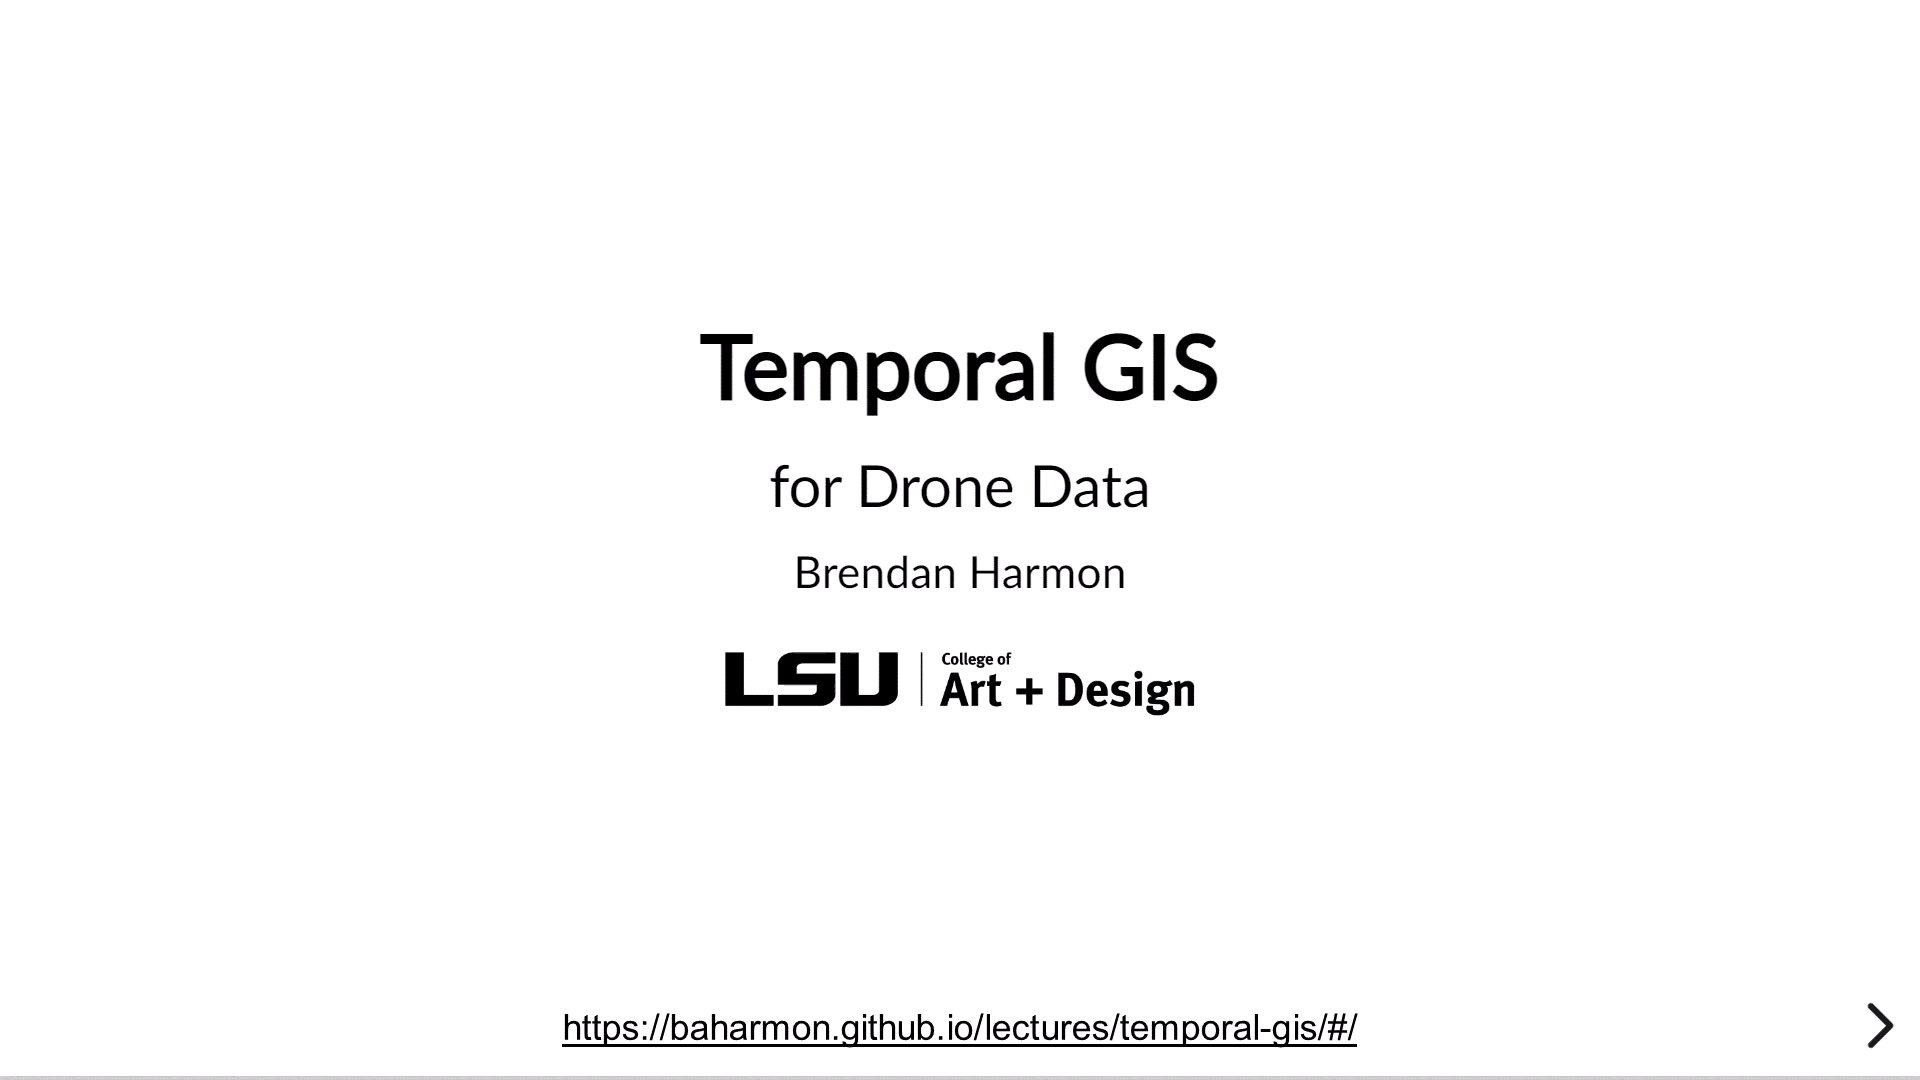 Temporal GIS
for Drone Data
Brendan Harmon
LSU
College of
Art + Design
https://baharmon.github.io/lectures/temporal-gis/#/